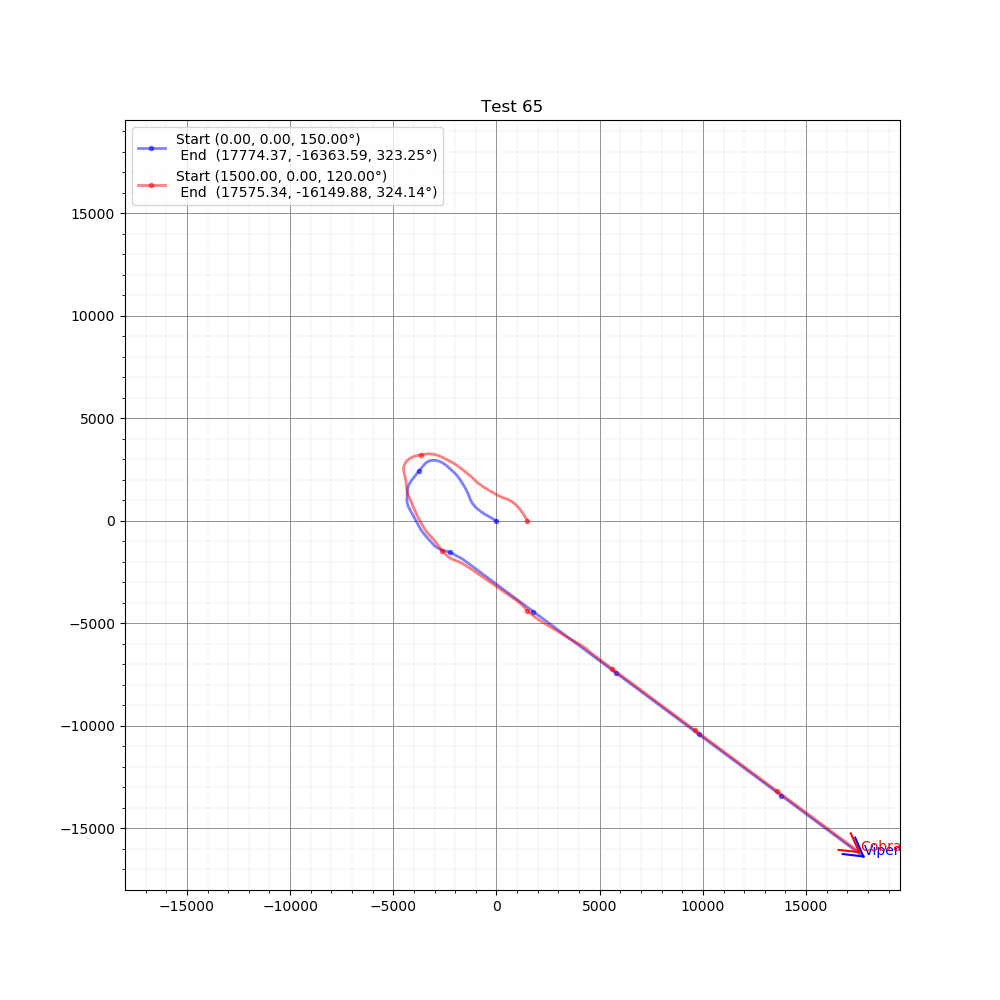 Test 65
Start (0.00, 0.00, 150.00°)
End (17774.37, -16363.59, 323.25°)
Start (1500.00, 0.00, 120.00°)
End (17575.34, -16149.88, 324.14°)
15000
10000
5000
0
−5000
−10000
−15000
Cobra
Viper
−15000 −10000 −5000 0 5000 10000 15000